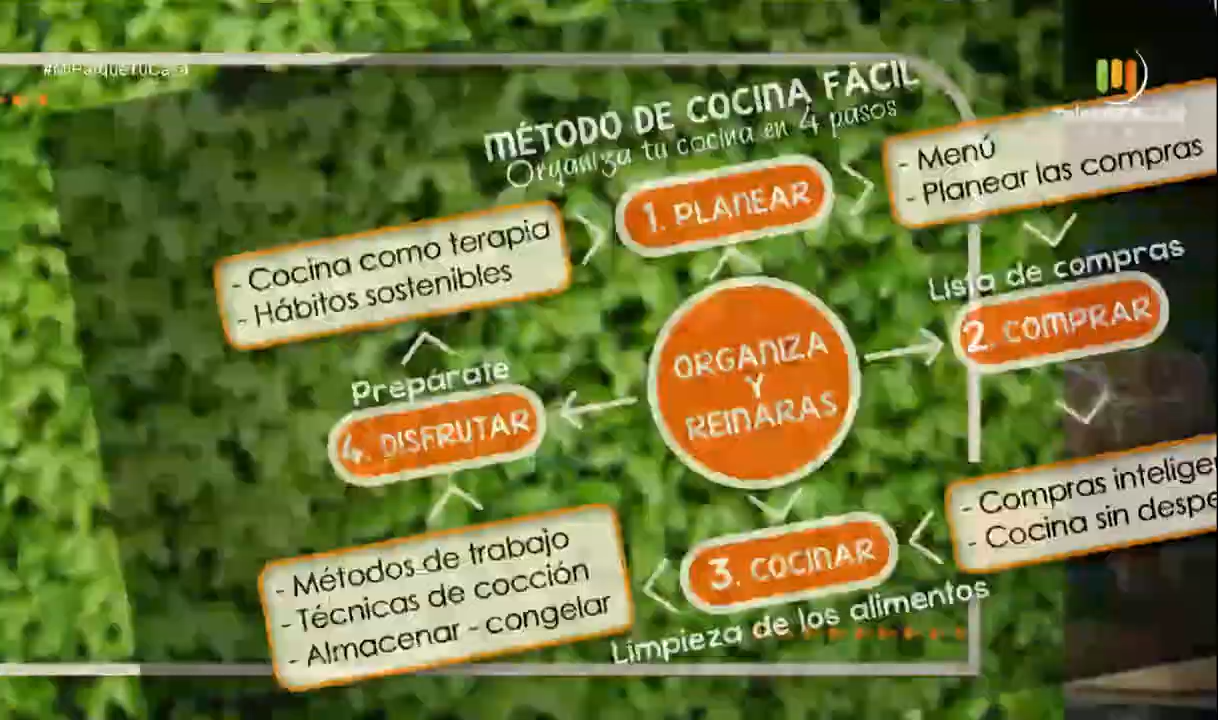 MÉTODO DE COCINA FÁCIL
Organiza tu cocina en 4 pasos
1. PLANEAR
- Menú
- Planear las compras
- Cocina como terapia
- Hábitos sostenibles
Lista de compras
2. COMPRAR
ORGANIZA
Y
REINARAS
Prepárate
4. DISFRUTAR
- Compras intelige
- Cocina sin despe
- Métodos de trabajo
- Técnicas de cocción
- Almacenar - congelar
3. COCINAR
Limpieza de los alimentos